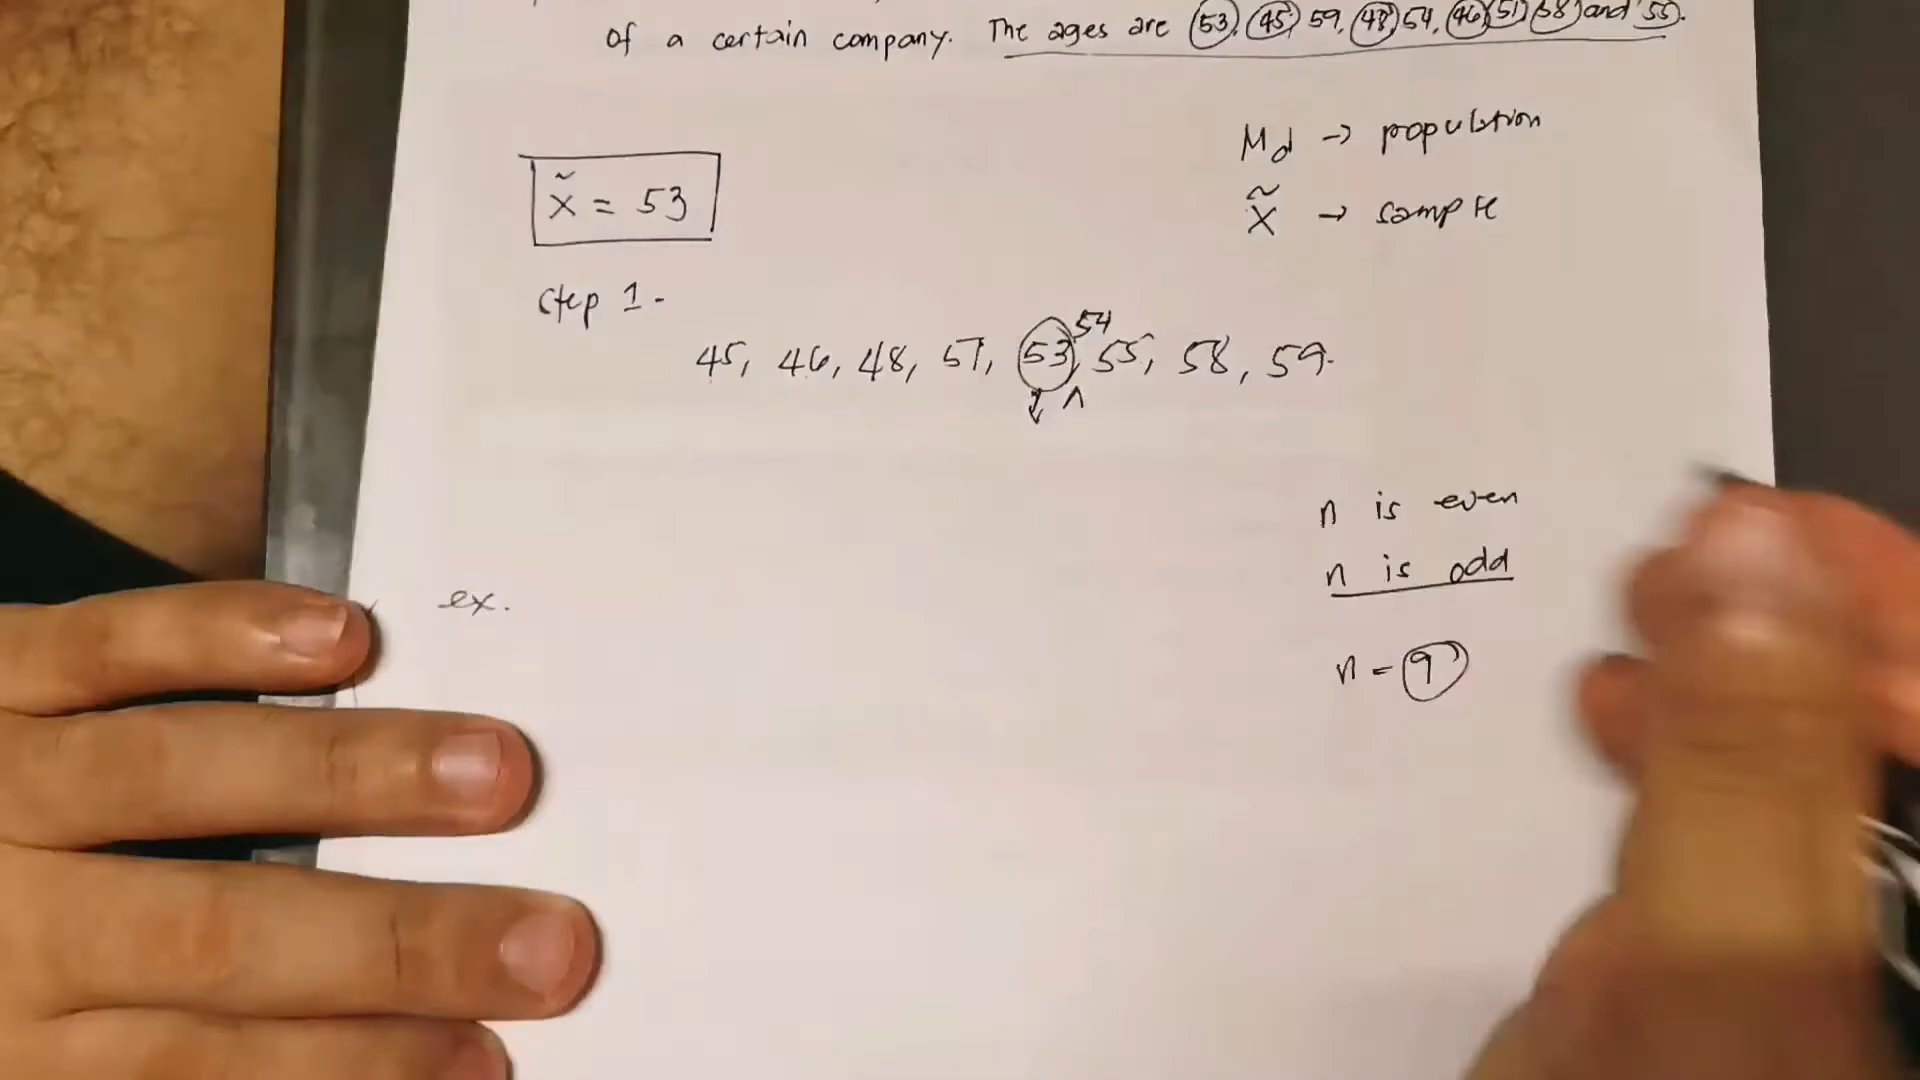 of a certain company. The ages are 53, 45, 59, 48, 54, 46, 51, 58 and 55.
Md → population
x̃ = 53
x̃ → sample
Step 1-
54
45, 46, 48, 51, 53, 55, 58, 59.
n is even
n is odd
ex.
n = 9